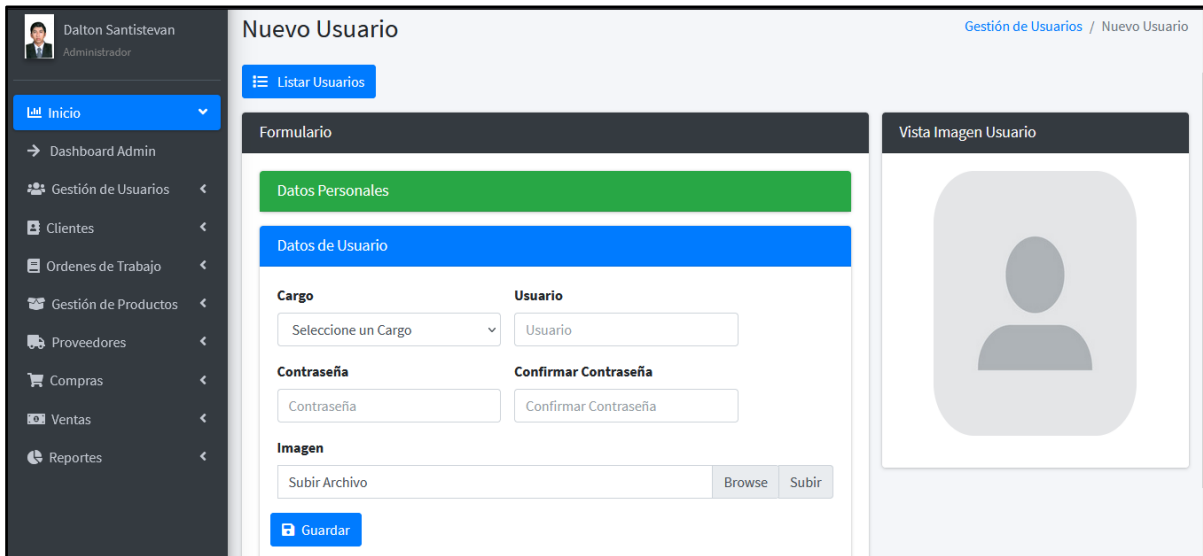 Dalton Santistevan
Administrador
Inicio
Dashboard Admin
Gestión de Usuarios
Clientes
Ordenes de Trabajo
Gestión de Productos
Proveedores
Compras
Ventas
Reportes
Nuevo Usuario
Gestión de Usuarios / Nuevo Usuario
Listar Usuarios
Formulario
Datos Personales
Datos de Usuario
Cargo Usuario
Seleccione un Cargo Usuario
Contraseña Confirmar Contraseña
Contraseña Confirmar Contraseña
Imagen
Subir Archivo Browse Subir
Guardar
Vista Imagen Usuario